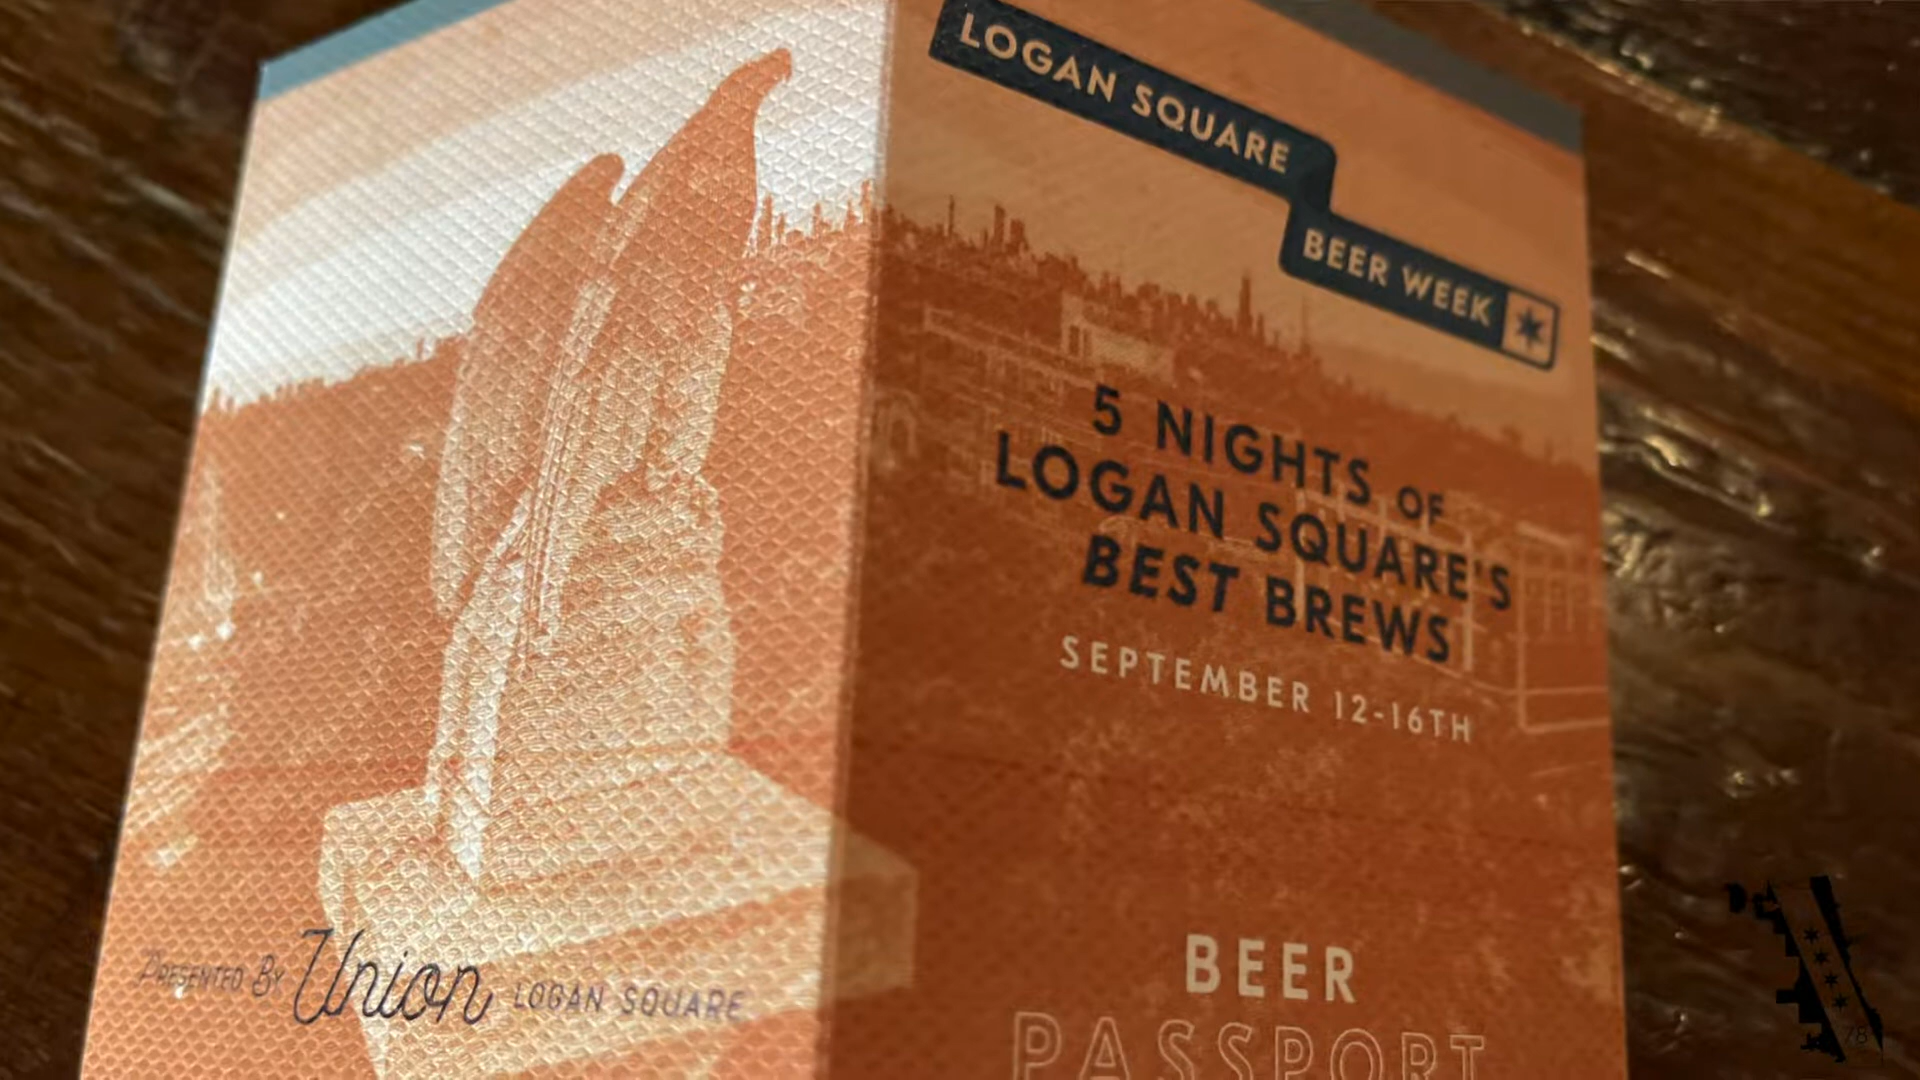 LOGAN SQUARE
BEER WEEK
5 NIGHTS OF
LOGAN SQUARE'S
BEST BREWS
SEPTEMBER 12-16TH
BEER
PASSPORT
PRESENTED BY Union LOGAN SQUARE
78